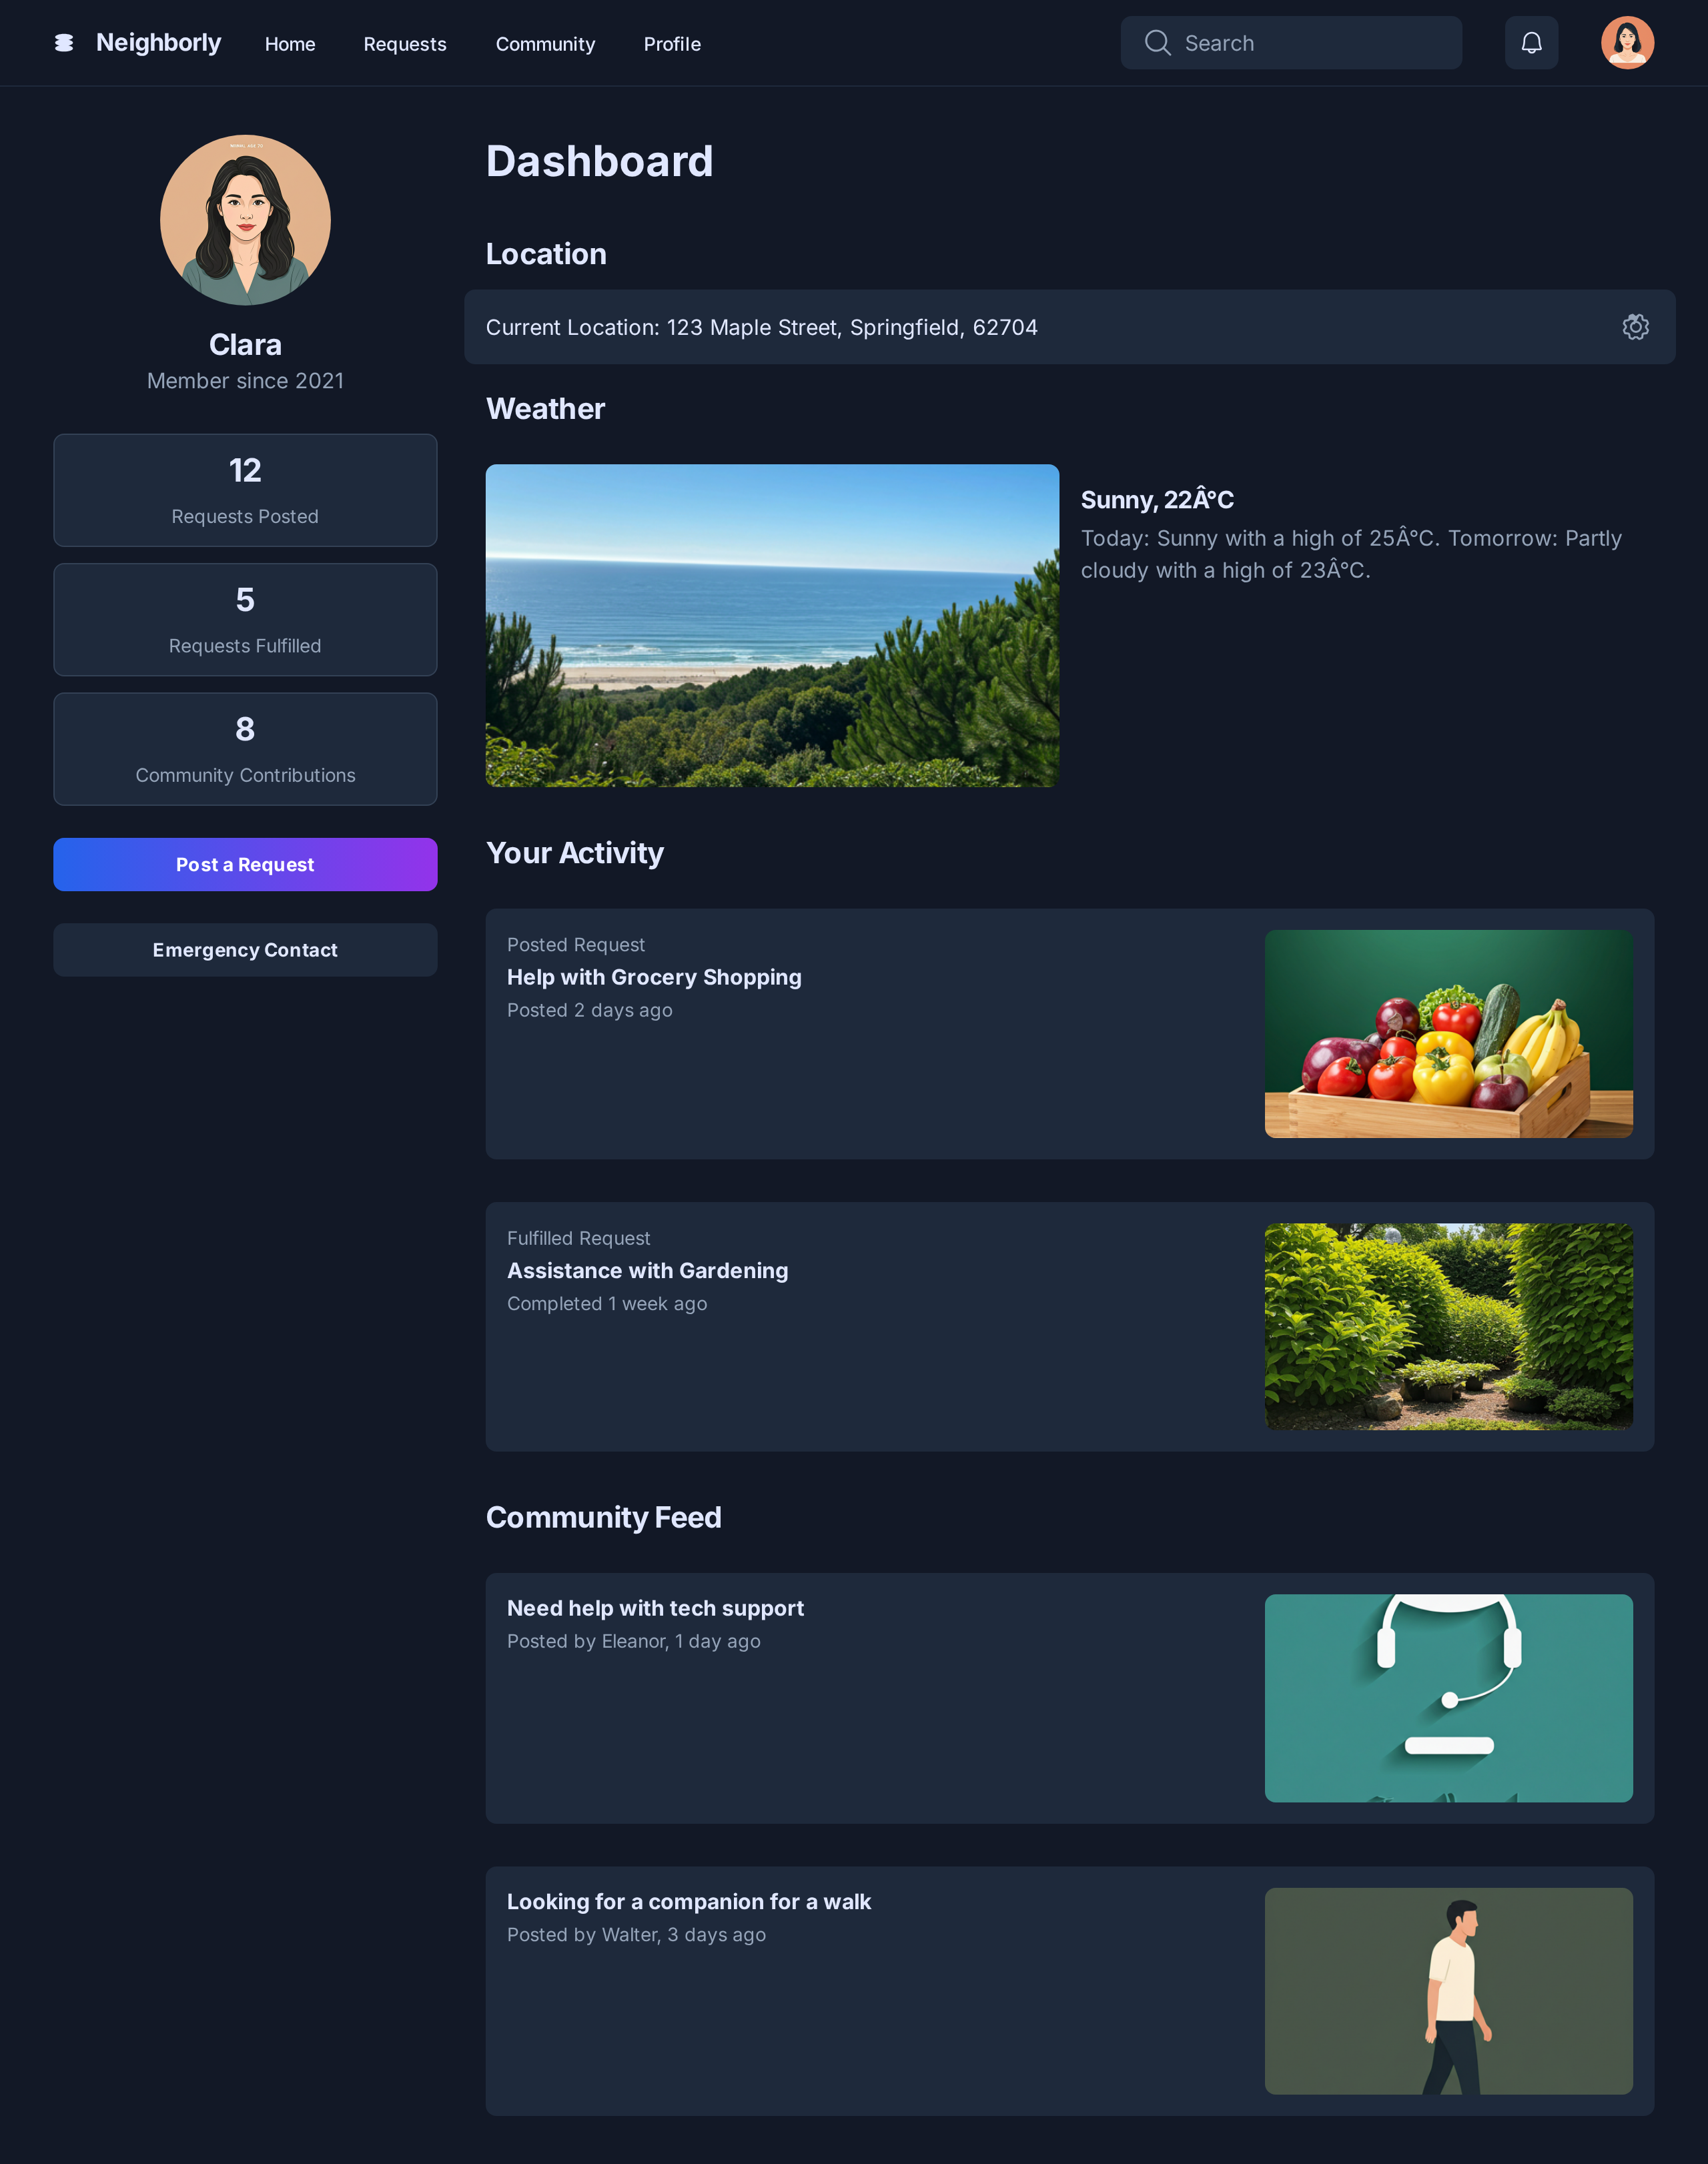 Neighborly
Home
Requests
Community
Profile
Search
Clara
Member since 2021
12
Requests Posted
5
Requests Fulfilled
8
Community Contributions
Post a Request
Emergency Contact
Dashboard
Location
Current Location: 123 Maple Street, Springfield, 62704
Weather
Sunny, 22Â°C
Today: Sunny with a high of 25Â°C. Tomorrow: Partly
cloudy with a high of 23Â°C.
Your Activity
Posted Request
Help with Grocery Shopping
Posted 2 days ago
Fulfilled Request
Assistance with Gardening
Completed 1 week ago
Community Feed
Need help with tech support
Posted by Eleanor, 1 day ago
Looking for a companion for a walk
Posted by Walter, 3 days ago